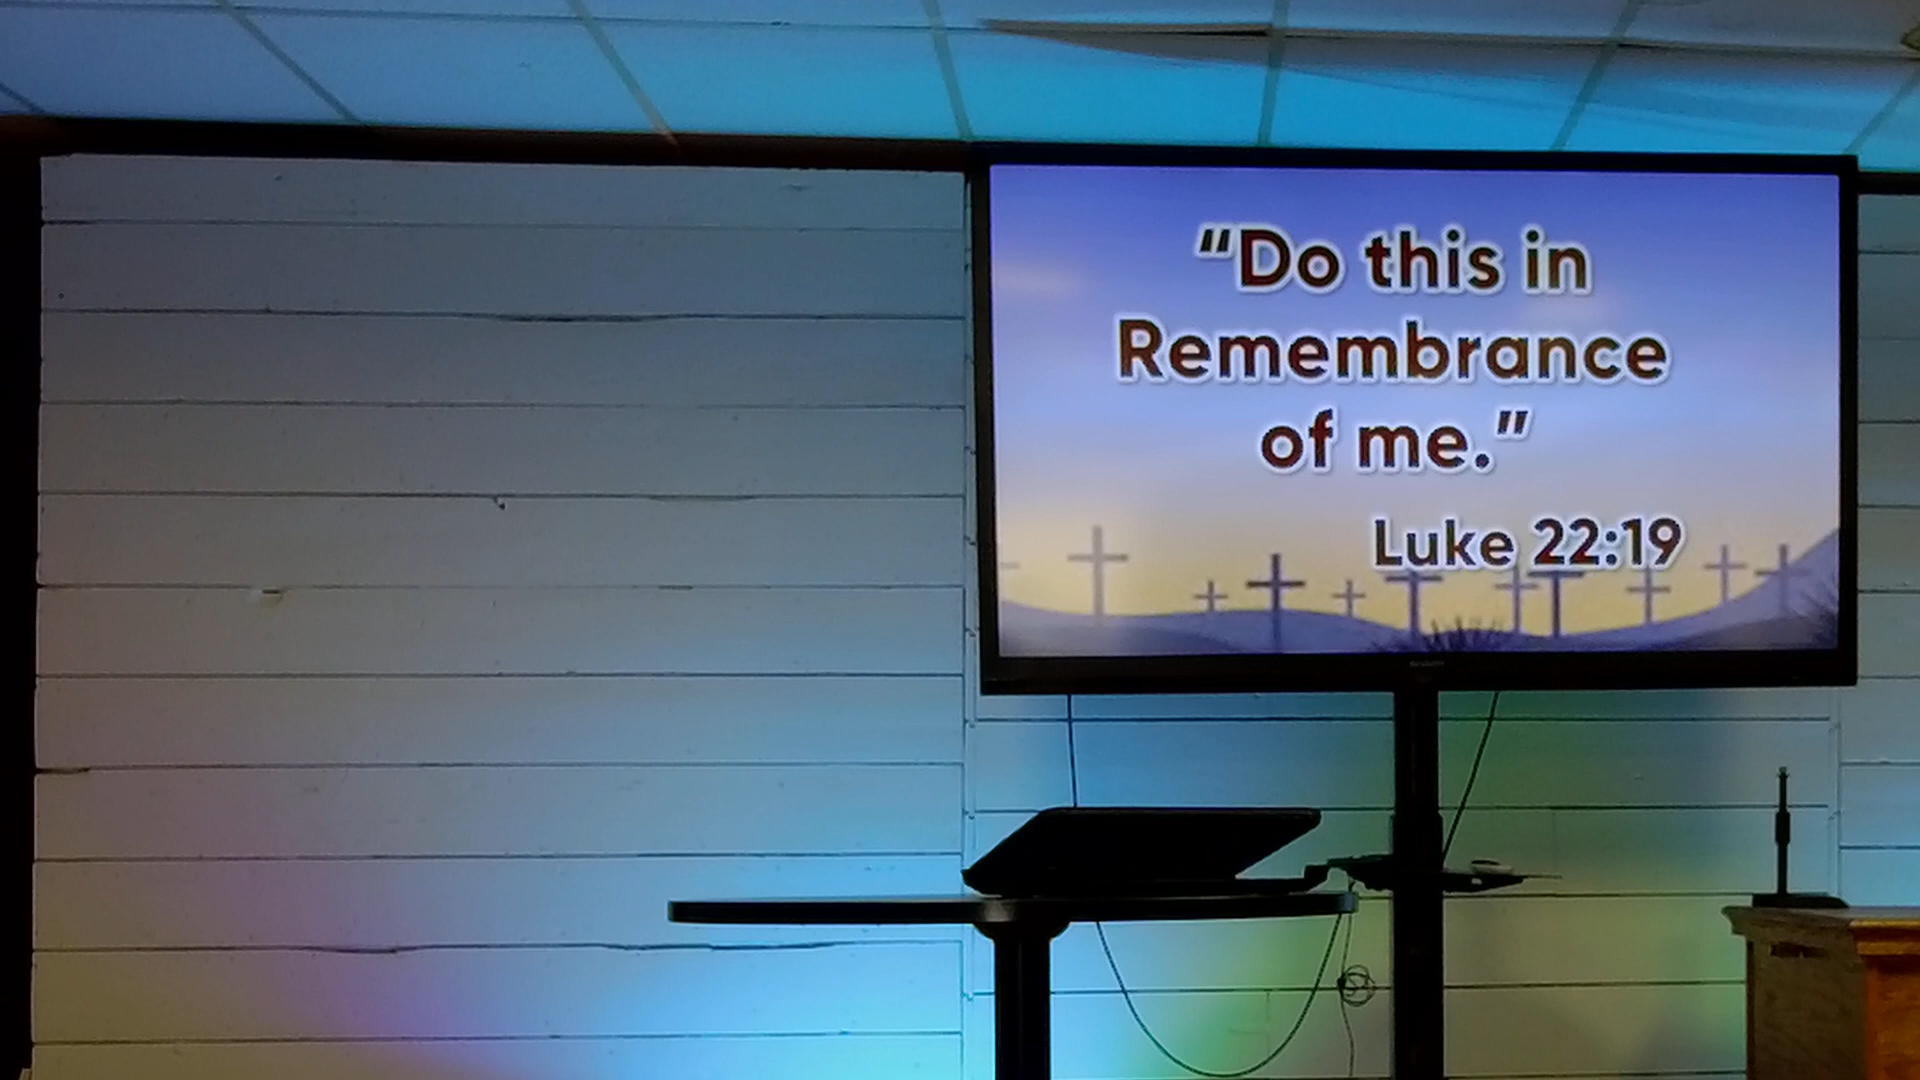 “Do this in
Remembrance
of me.”
Luke 22:19